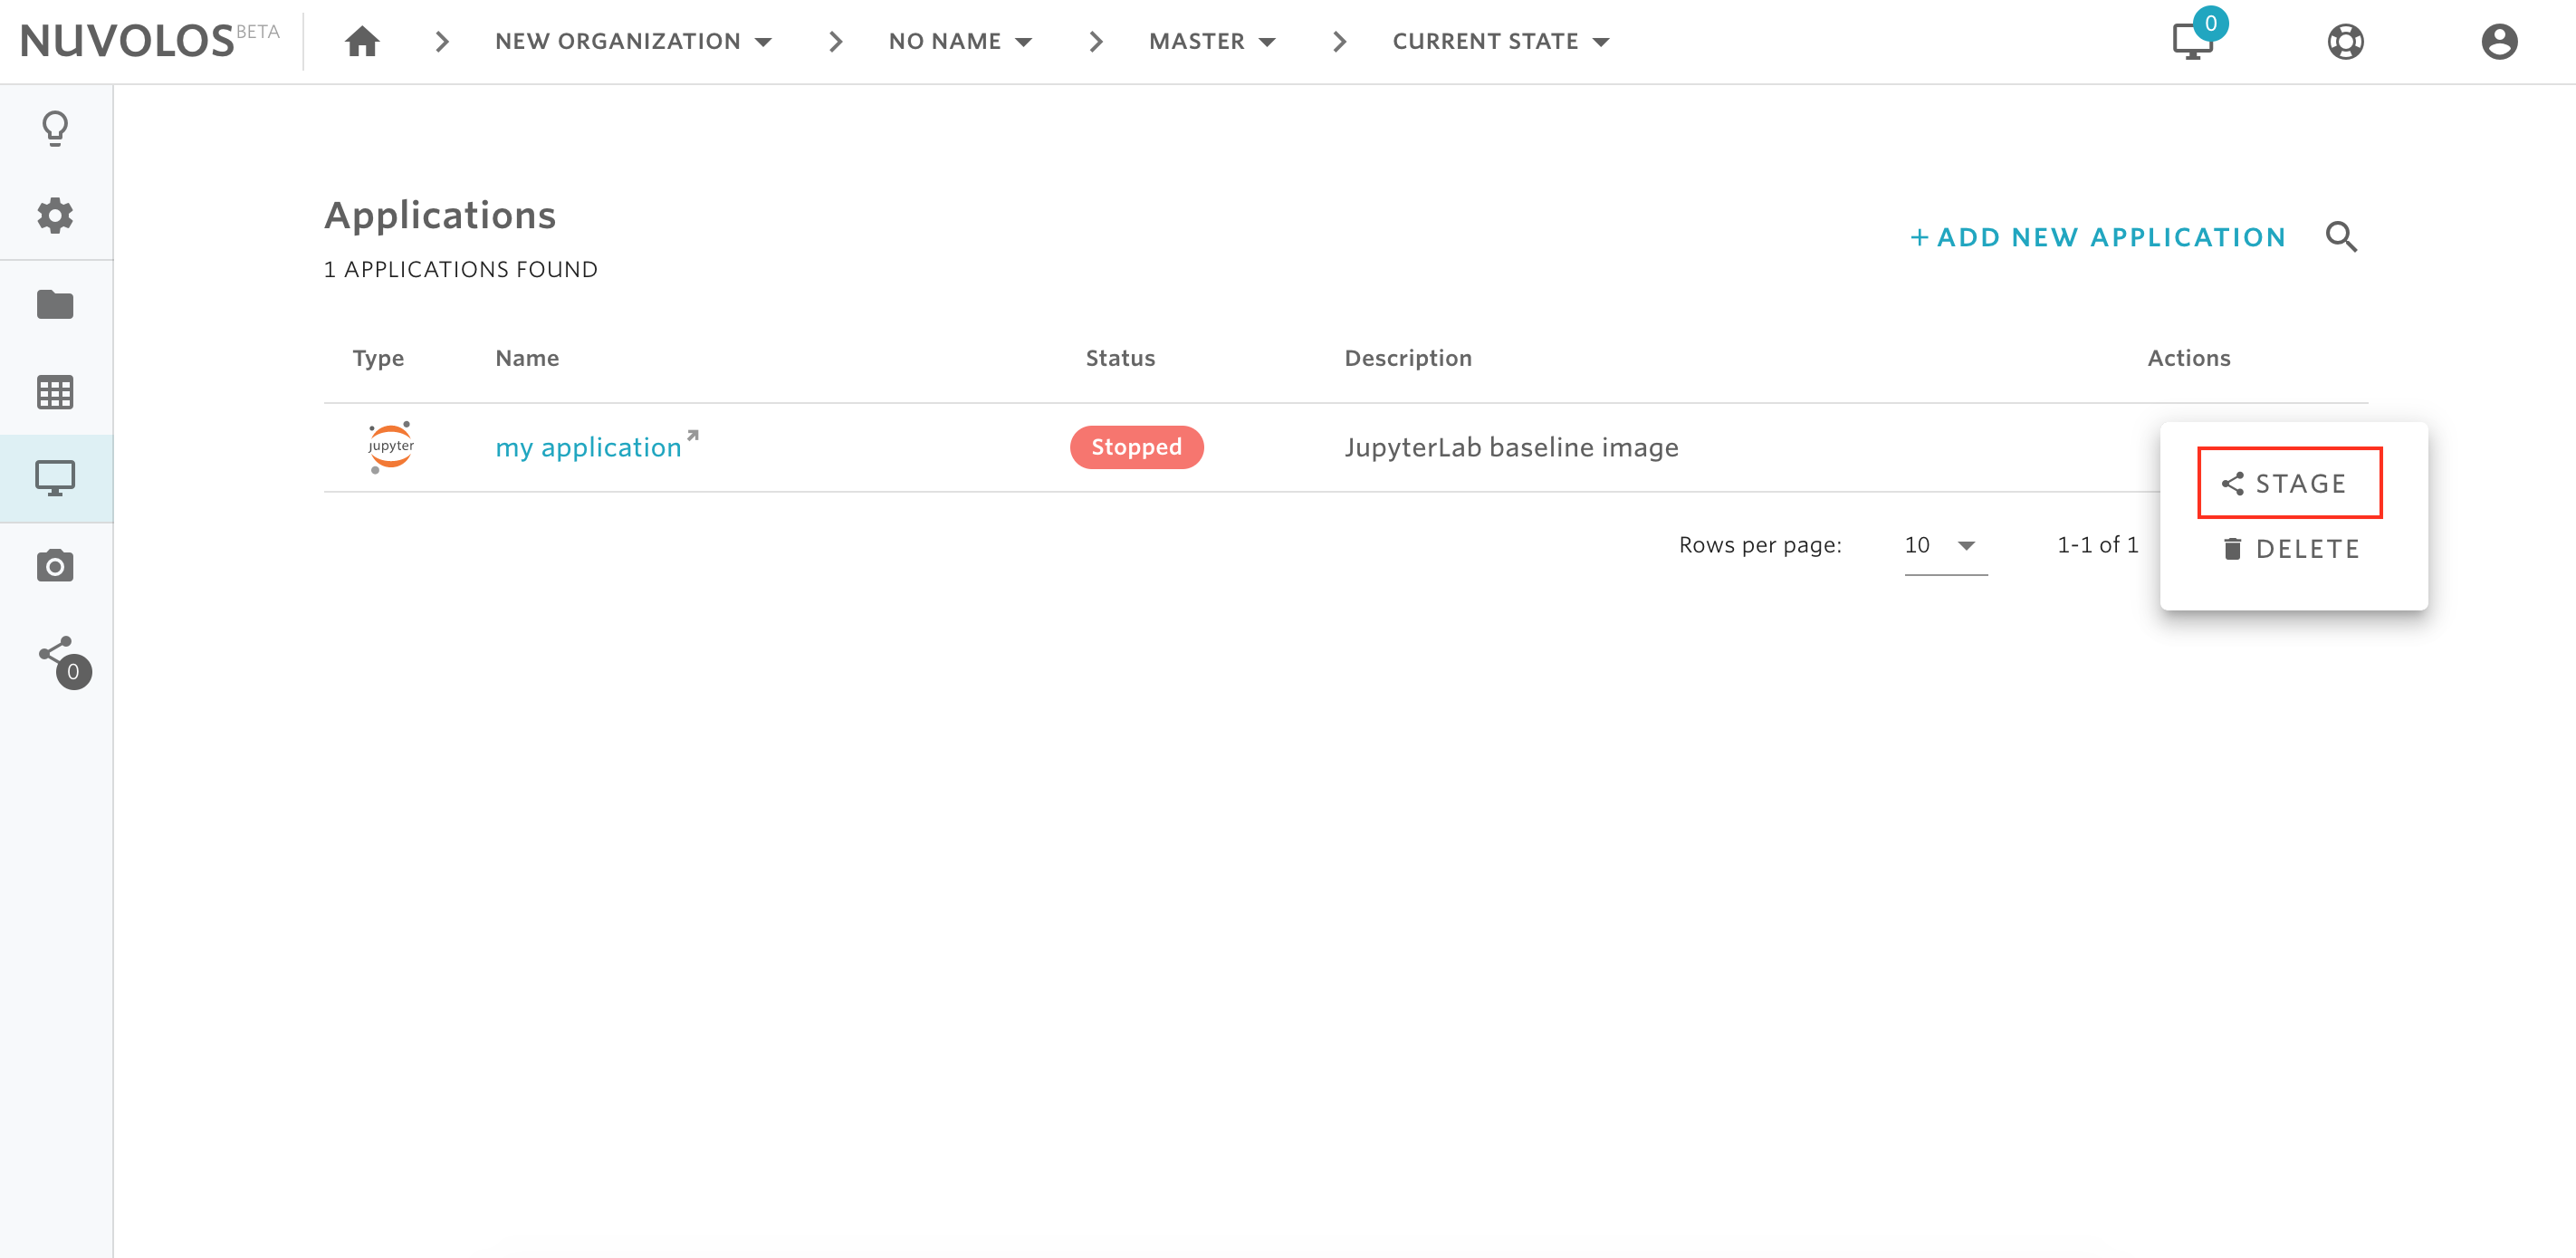 NUVOLOS BETA
NEW ORGANIZATION
NO NAME
MASTER
CURRENT STATE
0
Applications
1 APPLICATIONS FOUND
+ ADD NEW APPLICATION
Type Name Status Description Actions
jupyter my application Stopped JupyterLab baseline image
STAGE
DELETE
Rows per page: 10 1-1 of 1
0